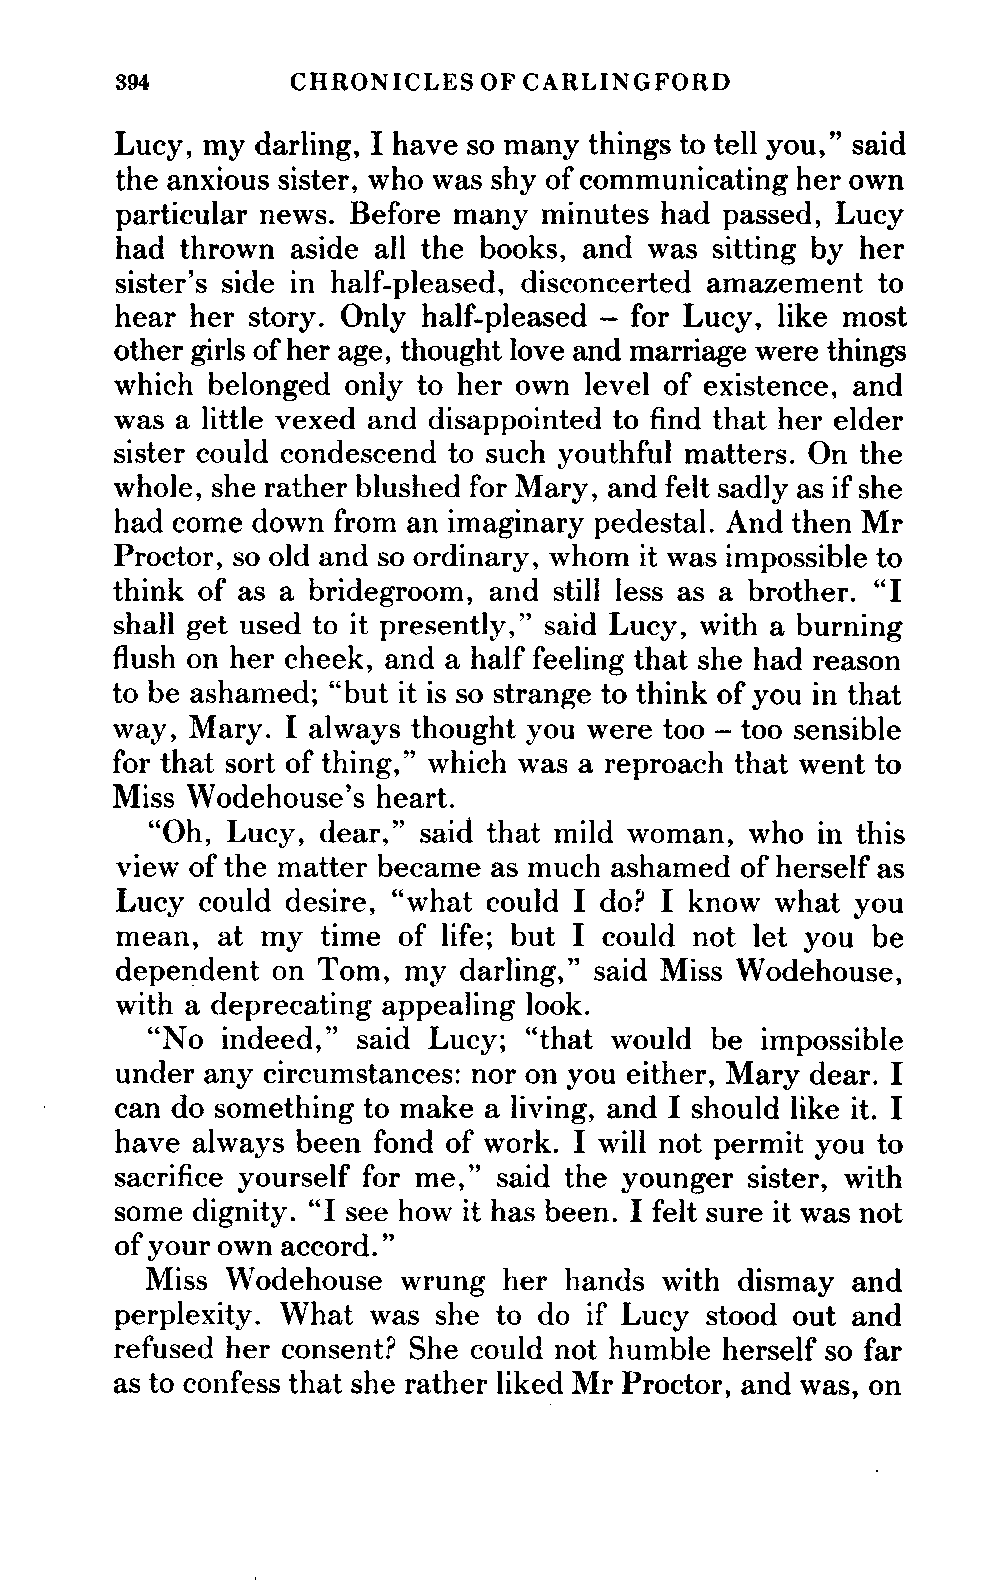 394 CHRONICLES OF CARLINGFORD
Lucy, my darling, I have so many things to tell you,” said
the anxious sister, who was shy of communicating her own
particular news. Before many minutes had passed, Lucy
had thrown aside all the books, and was sitting by her
sister’s side in half-pleased, disconcerted amazement to
hear her story. Only half-pleased – for Lucy, like most
other girls of her age, thought love and marriage were things
which belonged only to her own level of existence, and
was a little vexed and disappointed to find that her elder
sister could condescend to such youthful matters. On the
whole, she rather blushed for Mary, and felt sadly as if she
had come down from an imaginary pedestal. And then Mr
Proctor, so old and so ordinary, whom it was impossible to
think of as a bridegroom, and still less as a brother. “I
shall get used to it presently,” said Lucy, with a burning
flush on her cheek, and a half feeling that she had reason
to be ashamed; “but it is so strange to think of you in that
way, Mary. I always thought you were too – too sensible
for that sort of thing,” which was a reproach that went to
Miss Wodehouse’s heart.
“Oh, Lucy, dear,” said that mild woman, who in this
view of the matter became as much ashamed of herself as
Lucy could desire, “what could I do? I know what you
mean, at my time of life; but I could not let you be
dependent on Tom, my darling,” said Miss Wodehouse,
with a deprecating appealing look.
“No indeed,” said Lucy; “that would be impossible
under any circumstances: nor on you either, Mary dear. I
can do something to make a living, and I should like it. I
have always been fond of work. I will not permit you to
sacrifice yourself for me,” said the younger sister, with
some dignity. “I see how it has been. I felt sure it was not
of your own accord.”
Miss Wodehouse wrung her hands with dismay and
perplexity. What was she to do if Lucy stood out and
refused her consent? She could not humble herself so far
as to confess that she rather liked Mr Proctor, and was, on